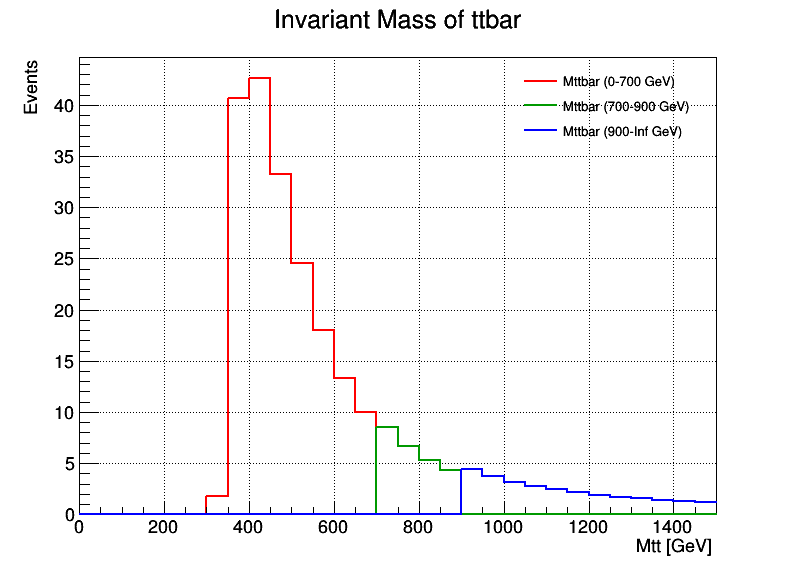 Invariant Mass of ttbar
Events
Mttbar (0-700 GeV)
Mttbar (700-900 GeV)
Mttbar (900-Inf GeV)
40
35
30
25
20
15
10
5
0
0 200 400 600 800 1000 1200 1400
Mtt [GeV]